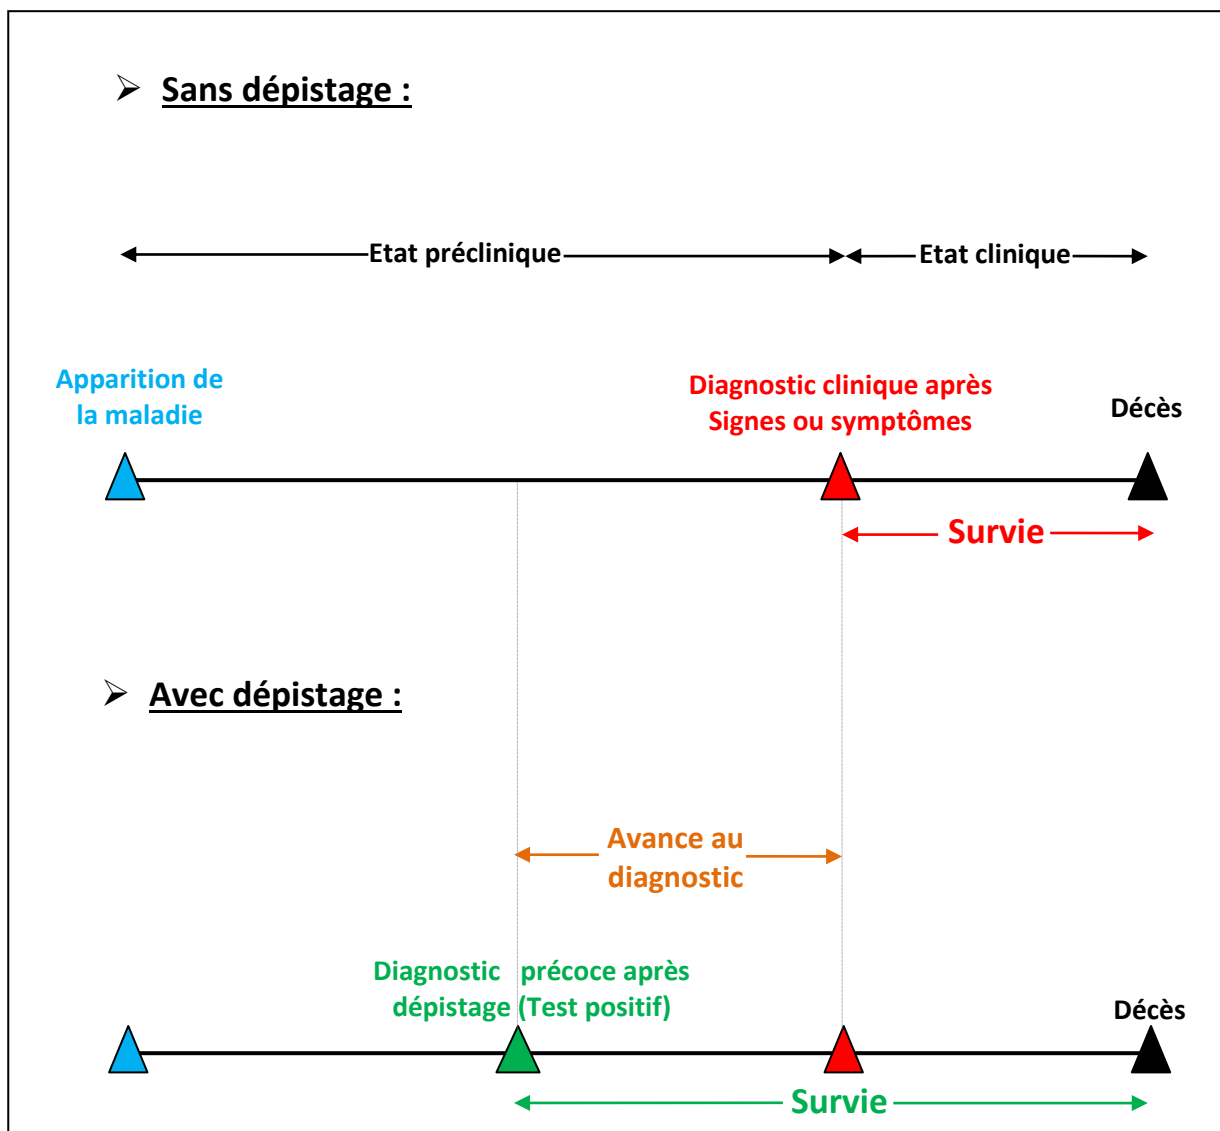 ➢ Sans dépistage :
Etat préclinique
Etat clinique
Apparition de
la maladie
Diagnostic clinique après
Signes ou symptômes
Décès
Survie
➢ Avec dépistage :
Avance au
diagnostic
Diagnostic précoce après
dépistage (Test positif)
Décès
Survie